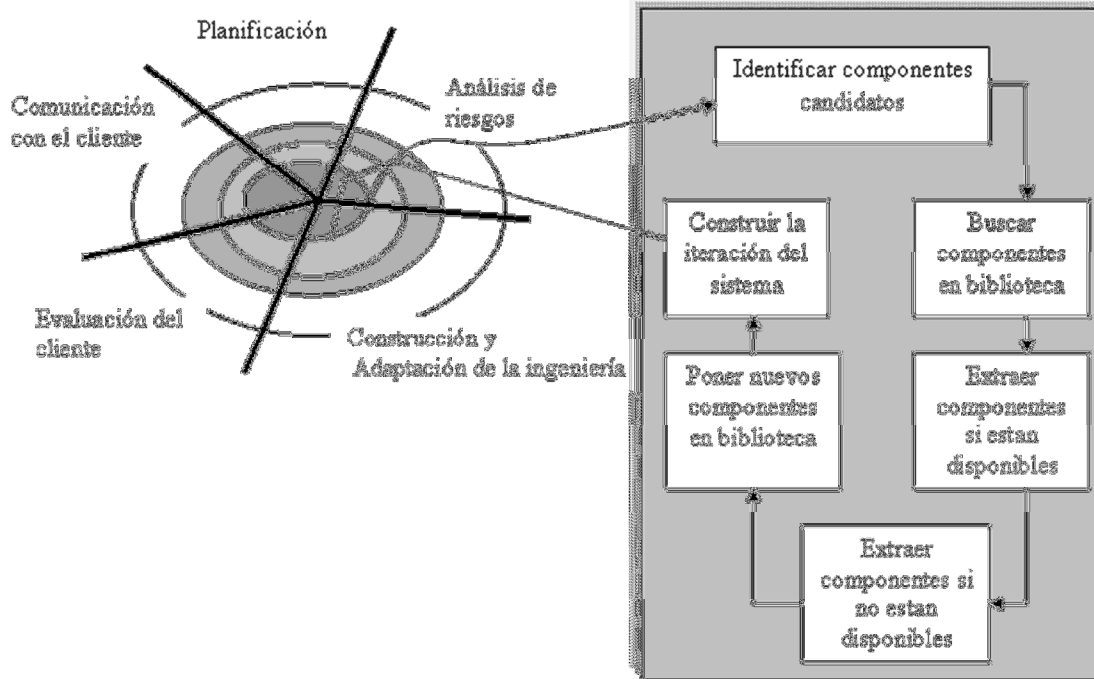 Planificación
Comunicación
con el cliente
Análisis de
riesgos
Evaluación del
cliente
Construcción y
Adaptación de la ingeniería
Identificar componentes
candidatos
Buscar
componentes
en biblioteca
Extraer
componentes
si estan
disponibles
Extraer
componentes si
no estan
disponibles
Poner nuevos
componentes
en biblioteca
Construir la
iteración del
sistema